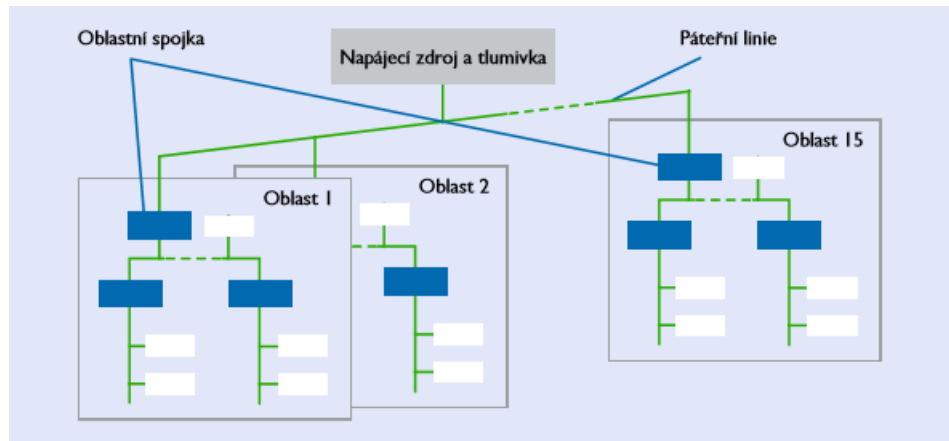 Oblastní spojka
Napájecí zdroj a tlumivka
Páteřní linie
Oblast 1
Oblast 2
Oblast 15